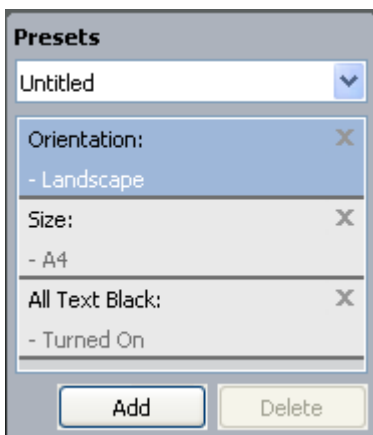 Presets
Untitled
Orientation:
- Landscape
Size:
- A4
All Text Black:
- Turned On
Add Delete